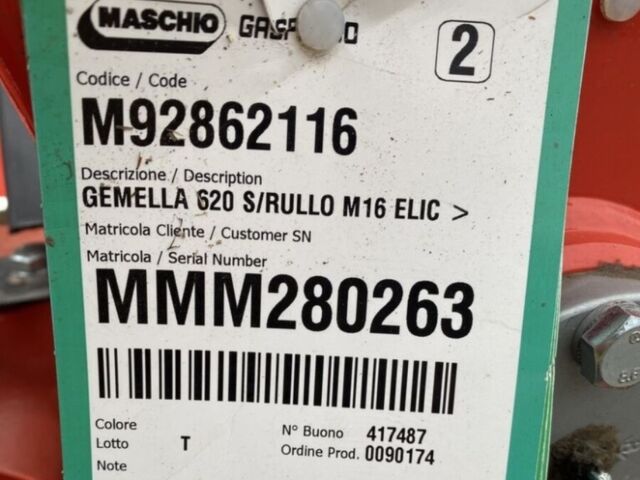 MASCHIO
2
Codice / Code
M92862116
Descrizione / Description
GEMELLA 620 S/RULLO M16 ELIC >
Matricola Cliente / Customer SN
Matricola / Serial Number
MMM280263
Colore
N° Buono 417487
Lotto T
Ordine Prod. 0090174
Note